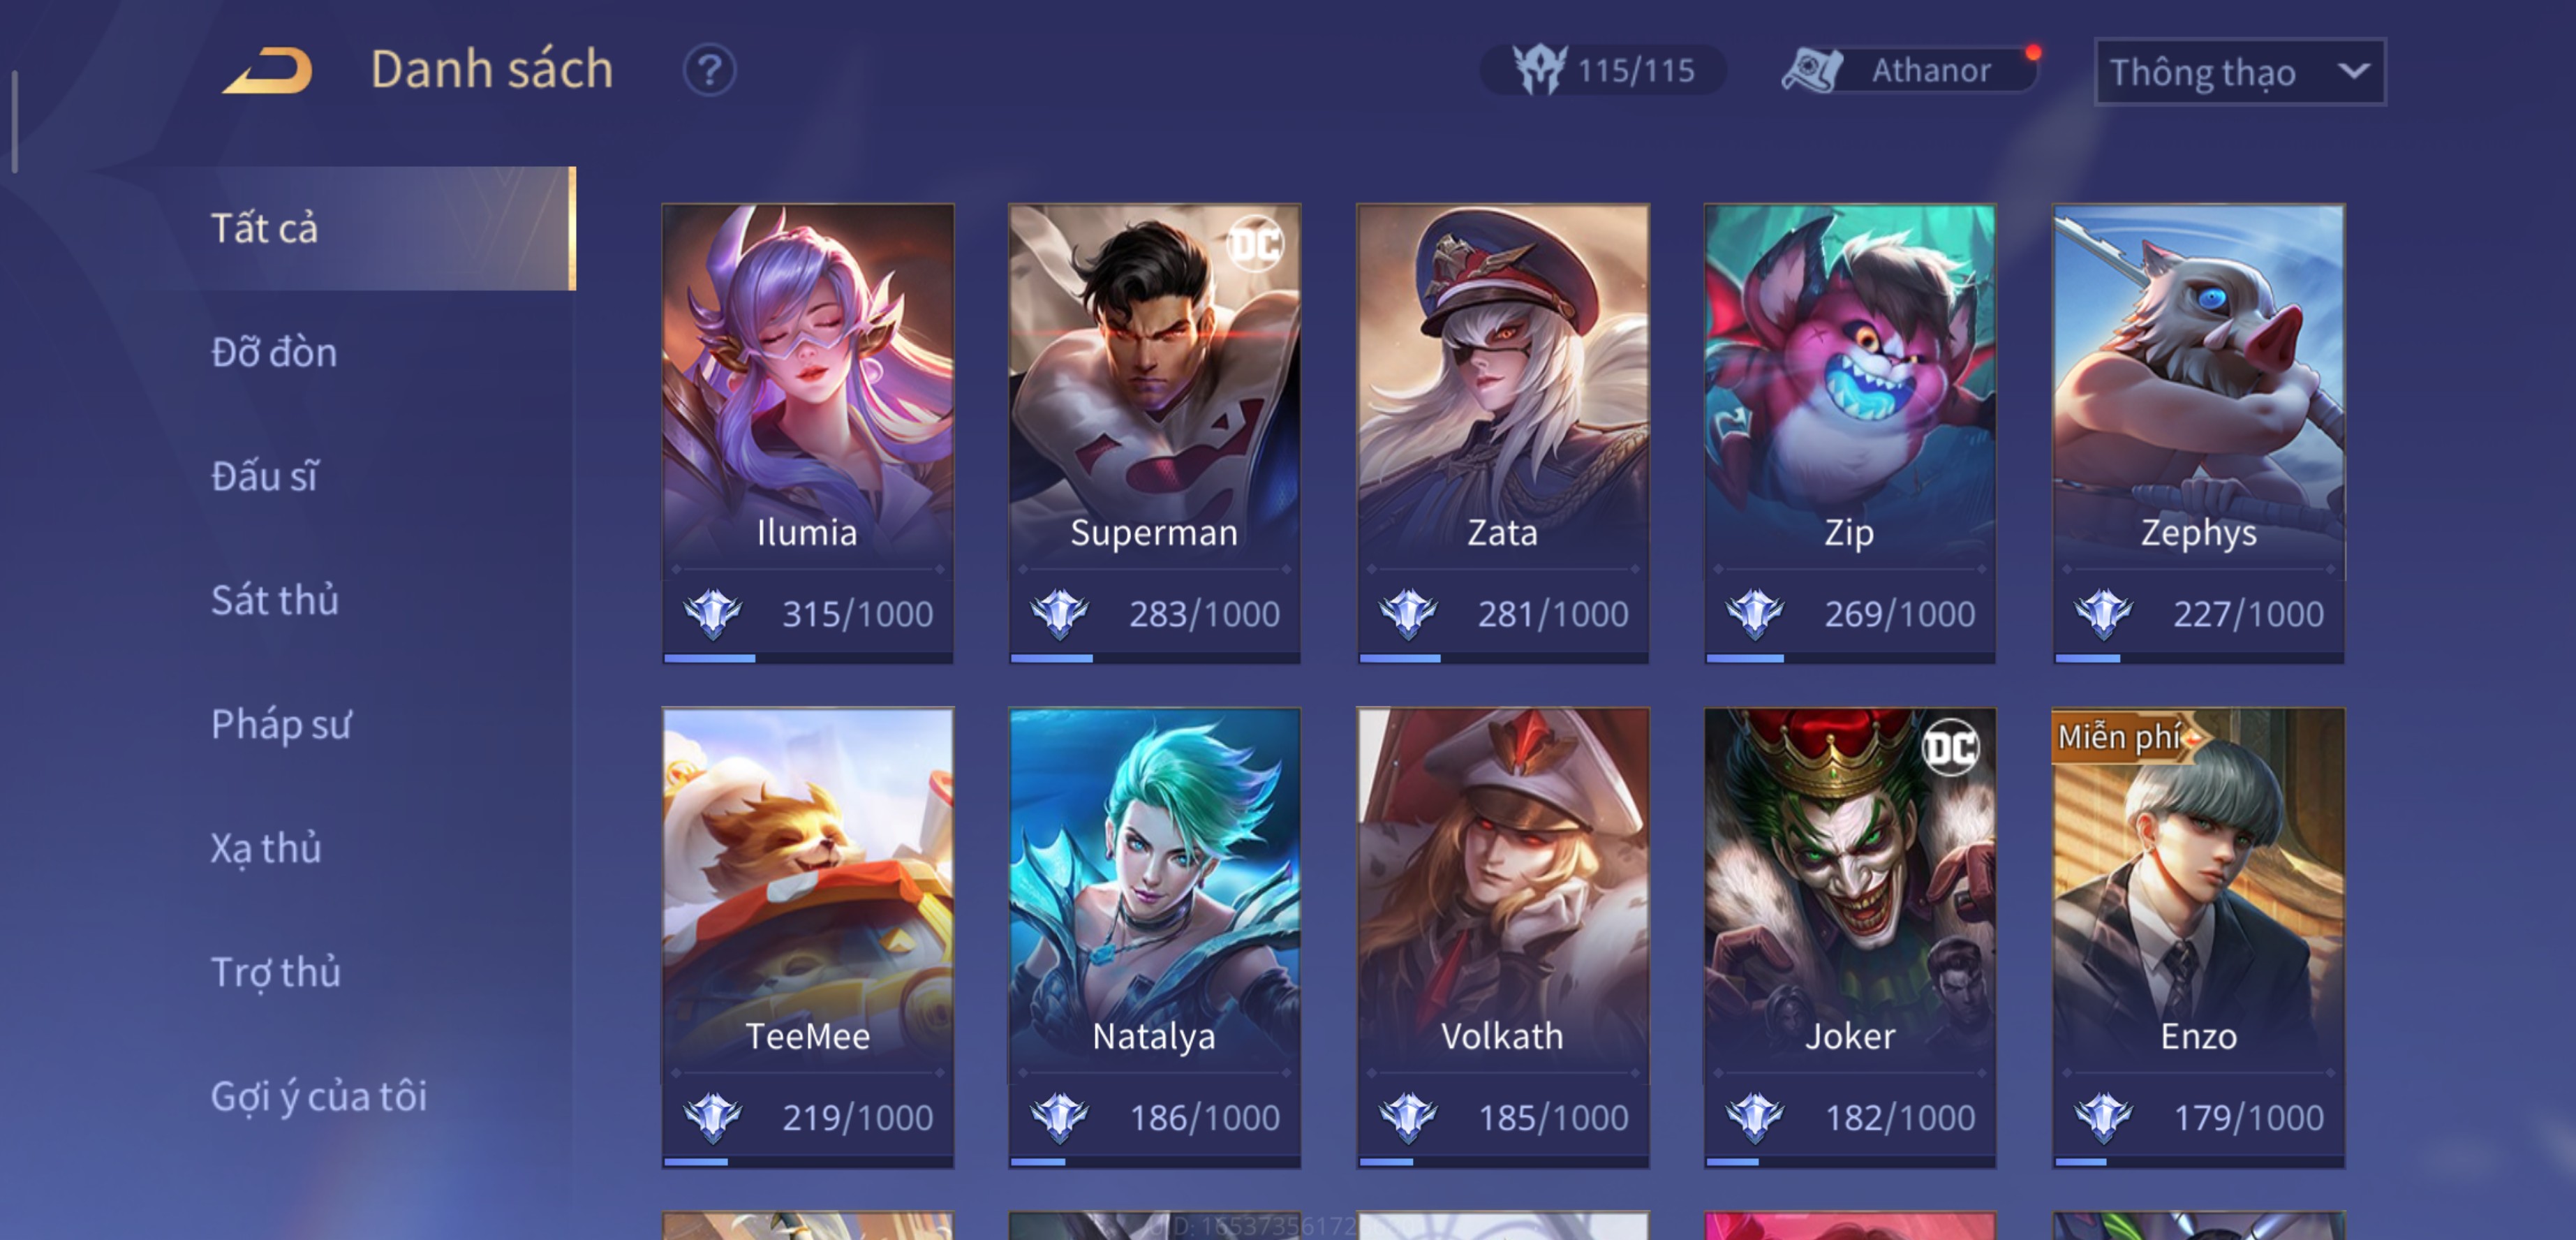 Danh sách
?
115/115
Athanor
Thông thạo
Tất cả
Đỡ đòn
Đấu sĩ
Sát thủ
Pháp sư
Xạ thủ
Trợ thủ
Gợi ý của tôi
DC
Ilumia
Superman
Zata
Zip
Zephys
315/1000
283/1000
281/1000
269/1000
227/1000
DC
Miễn phí
TeeMee
Natalya
Volkath
Joker
Enzo
219/1000
186/1000
185/1000
182/1000
179/1000